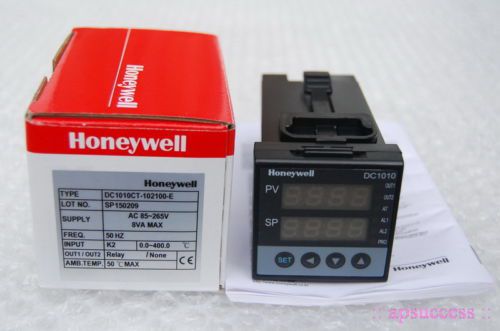 Honeywell
Honeywell
Honeywell
TYPE DC1010CT-102100-E
LOT NO. SP150209
SUPPLY AC 85~265V
8VA MAX
FREQ. 50 HZ
INPUT K2 0.0~400.0 ℃
OUT1 / OUT2 Relay / None
AMB.TEMP. 50 ℃ MAX
Honeywell DC1010
PV
OUT1
OUT2
AT
SP
AL1
AL2
PRO
SET
Honeywell
:: apsuccess ::